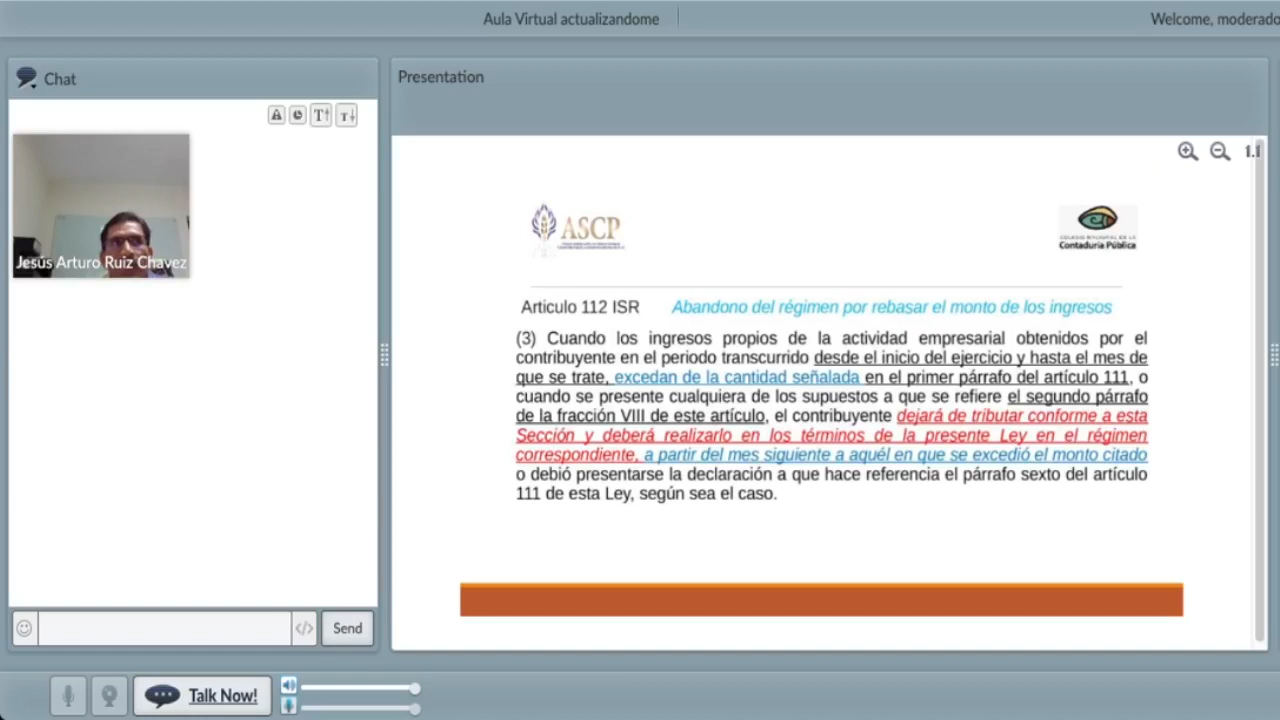 Aula Virtual actualizandome
Welcome, moderado
Chat
Presentation
Jesús Arturo Ruiz Chavez
ASCP
Contaduría Pública
Articulo 112 ISR Abandono del régimen por rebasar el monto de los ingresos
(3) Cuando los ingresos propios de la actividad empresarial obtenidos por el
contribuyente en el periodo transcurrido desde el inicio del ejercicio y hasta el mes de
que se trate, excedan de la cantidad señalada en el primer párrafo del artículo 111, o
cuando se presente cualquiera de los supuestos a que se refiere el segundo párrafo
de la fracción VIII de este artículo, el contribuyente dejará de tributar conforme a esta
Sección y deberá realizarlo en los términos de la presente Ley en el régimen
correspondiente, a partir del mes siguiente a aquél en que se excedió el monto citado
o debió presentarse la declaración a que hace referencia el párrafo sexto del artículo
111 de esta Ley, según sea el caso.
Send
Talk Now!